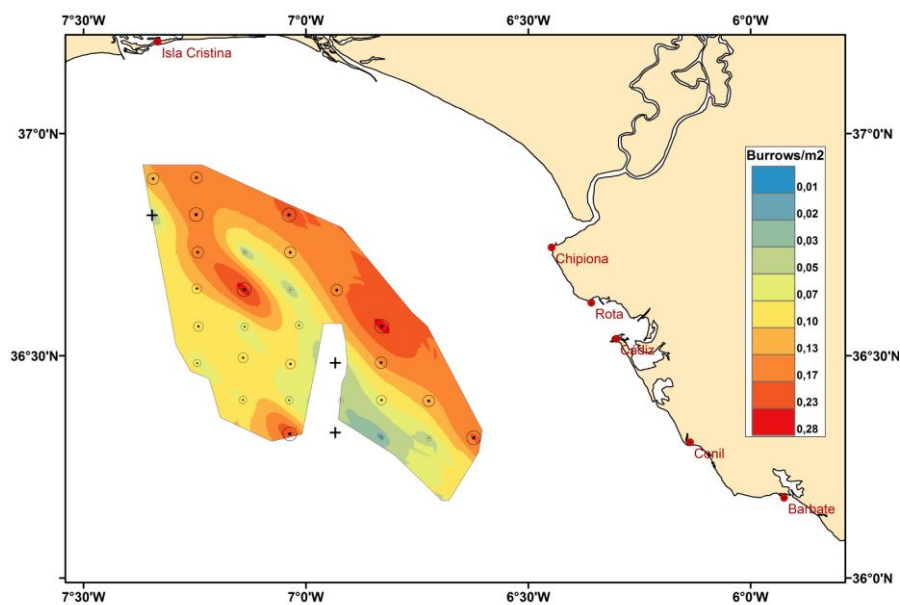 7°30'W 7°0'W 6°30'W 6°0'W
Isla Cristina
37°0'N 37°0'N
Burrows/m2
0,01
0,02
0,03
0,05
0,07
0,10
0,13
0,17
0,23
0,28
Chipiona
Rota
Cádiz
36°30'N 36°30'N
Conil
Barbate
36°0'N 36°0'N
7°30'W 7°0'W 6°30'W 6°0'W